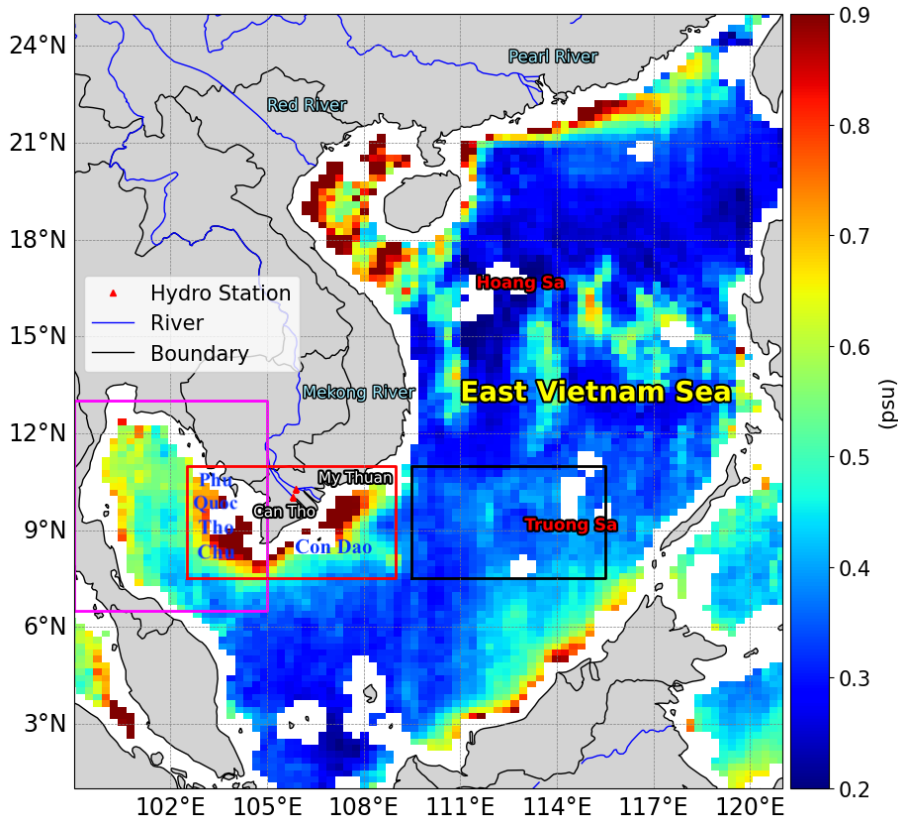 24°N
21°N
18°N
15°N
12°N
9°N
6°N
3°N
Pearl River
Red River
Hoang Sa
Hydro Station
River
Boundary
Mekong River
East Vietnam Sea
My Thuan
Can Tho
Phu
Quoc
Tho
Chu
Con Dao
Truong Sa
102°E
105°E
108°E
111°E
114°E
117°E
120°E
0.9
0.8
0.7
0.6
0.5
0.4
0.3
0.2
(psu)